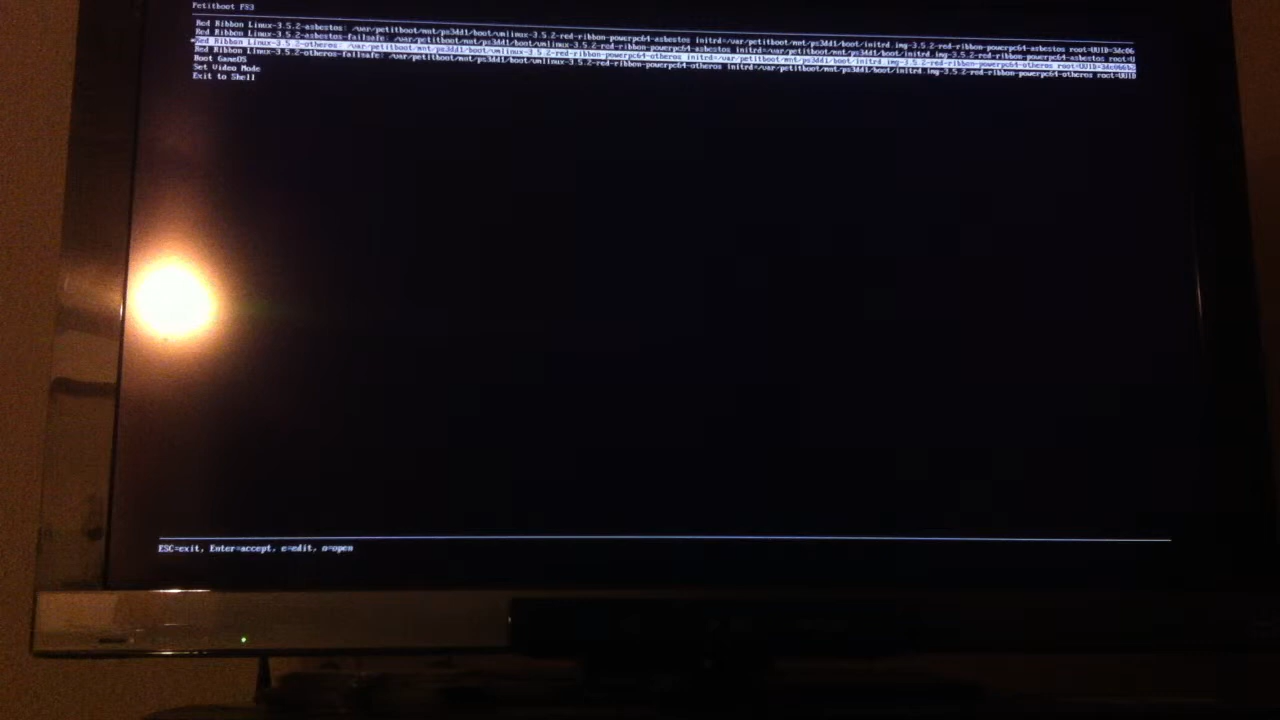 Petitboot PS3
Red Ribbon Linux-3.5.2-asbestos: /var/petitboot/mnt/ps3dd1/boot/vmlinux-3.5.2-red-ribbon-powerpc64-asbestos initrd=/var/petitboot/mnt/ps3dd1/boot/initrd.img-3.5.2-red-ribbon-powerpc64-asbestos root=UUID=3dc06
Red Ribbon Linux-3.5.2-asbestos-failsafe: /var/petitboot/mnt/ps3dd1/boot/vmlinux-3.5.2-red-ribbon-powerpc64-asbestos initrd=/var/petitboot/mnt/ps3dd1/boot/initrd.img-3.5.2-red-ribbon-powerpc64-asbestos root=U
*Red Ribbon Linux-3.5.2-otheros: /var/petitboot/mnt/ps3dd1/boot/vmlinux-3.5.2-red-ribbon-powerpc64-otheros initrd=/var/petitboot/mnt/ps3dd1/boot/initrd.img-3.5.2-red-ribbon-powerpc64-otheros
Red Ribbon Linux-3.5.2-otheros-failsafe: /var/petitboot/mnt/ps3dd1/boot/vmlinux-3.5.2-red-ribbon-powerpc64-otheros initrd=/var/petitboot/mnt/ps3dd1/boot/initrd.img-3.5.2-red-ribbon-powerpc64-otheros root=UUID
Boot GameOS
Set Video Mode
Exit to Shell
ESC=exit, Enter=accept, e=edit, o=open